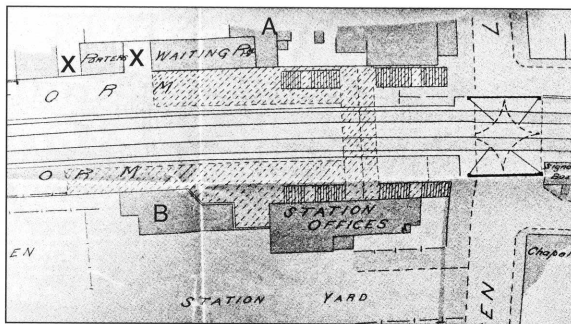 A
L
X
PORTERS
X
WAITING RM
O R M
O R M
SIGNAL
BOX
B
STATION
OFFICES
Chapel
EN
STATION YARD
EN